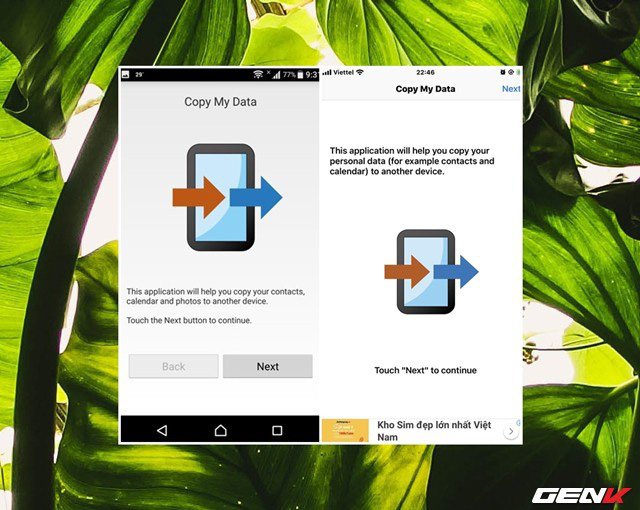 29°
77%
9:31
Copy My Data
This application will help you copy your contacts,
calendar and photos to another device.
Touch the Next button to continue.
Back
Next
Viettel
22:46
Copy My Data
Next
This application will help you copy your
personal data (for example contacts and
calendar) to another device.
Touch "Next" to continue
Kho Sim đẹp lớn nhất Việt
Nam
GENK